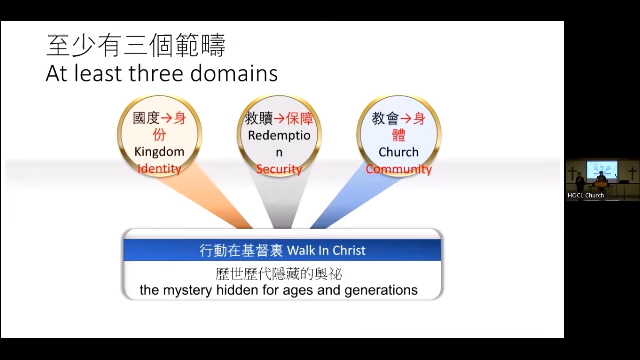 至少有三個範疇
At least three domains
國度→身
份
Kingdom
Identity
救贖→保障
Redemptio
n
Security
教會→身
體
Church
Community
行動在基督裏 Walk In Christ
歷世歷代隱藏的奧祕
the mystery hidden for ages and generations
HOCL Church